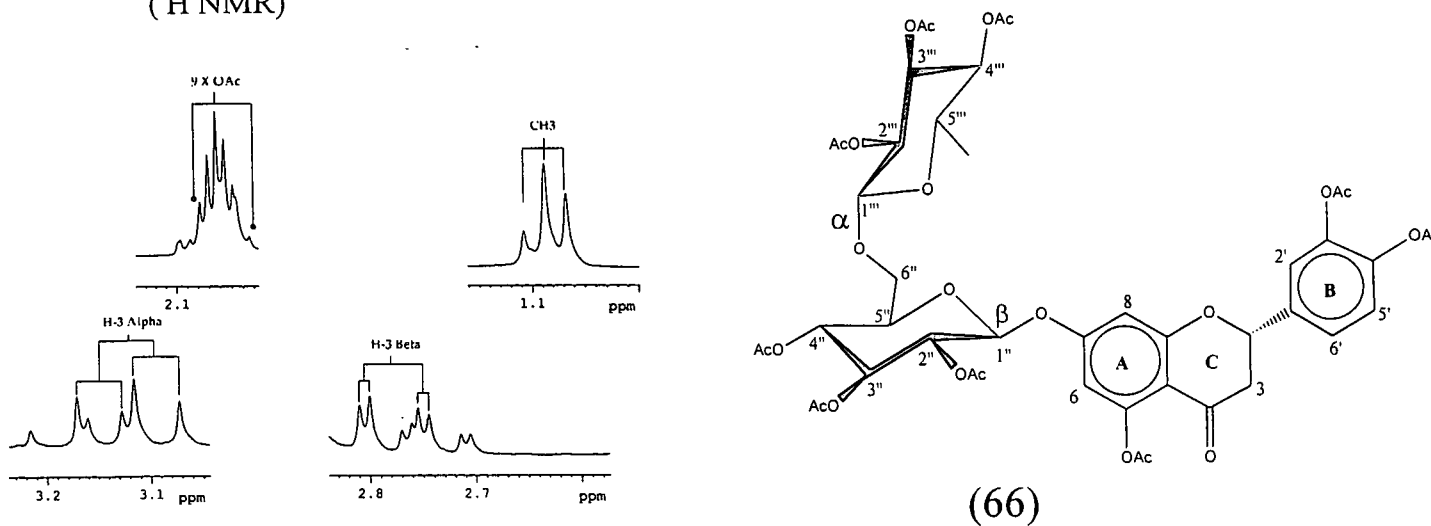 ( H NMR)
9 X OAc
2.1
CH3
1.1 ppm
H-3 Alpha
3.2 3.1 ppm
H-3 Beta
2.8 2.7 ppm
OAc OAc
3''' 4'''
2''' 5'''
AcO
1''' O
α
O
6''
O β O
5''
4'' 1''
AcO 2''
3'' OAc
AcO
8 O
A C
6 3
OAc O
OAc
OA
2'
B
5'
6'
(66)